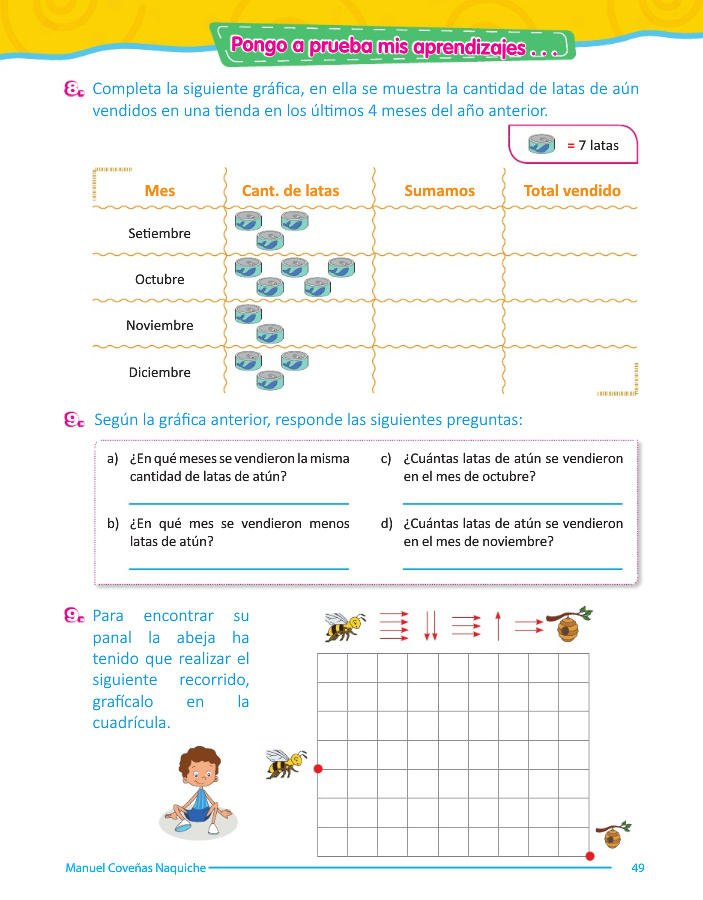 Pongo a prueba mis aprendizajes . . .
8. Completa la siguiente gráfica, en ella se muestra la cantidad de latas de aún
vendidos en una tienda en los últimos 4 meses del año anterior.
= 7 latas
Mes Cant. de latas Sumamos Total vendido
Setiembre
Octubre
Noviembre
Diciembre
9. Según la gráfica anterior, responde las siguientes preguntas:
a) ¿En qué meses se vendieron la misma
cantidad de latas de atún?
b) ¿En qué mes se vendieron menos
latas de atún?
c) ¿Cuántas latas de atún se vendieron
en el mes de octubre?
d) ¿Cuántas latas de atún se vendieron
en el mes de noviembre?
9. Para encontrar su
panal la abeja ha
tenido que realizar el
siguiente recorrido,
grafícalo en la
cuadrícula.
Manuel Coveñas Naquiche 49